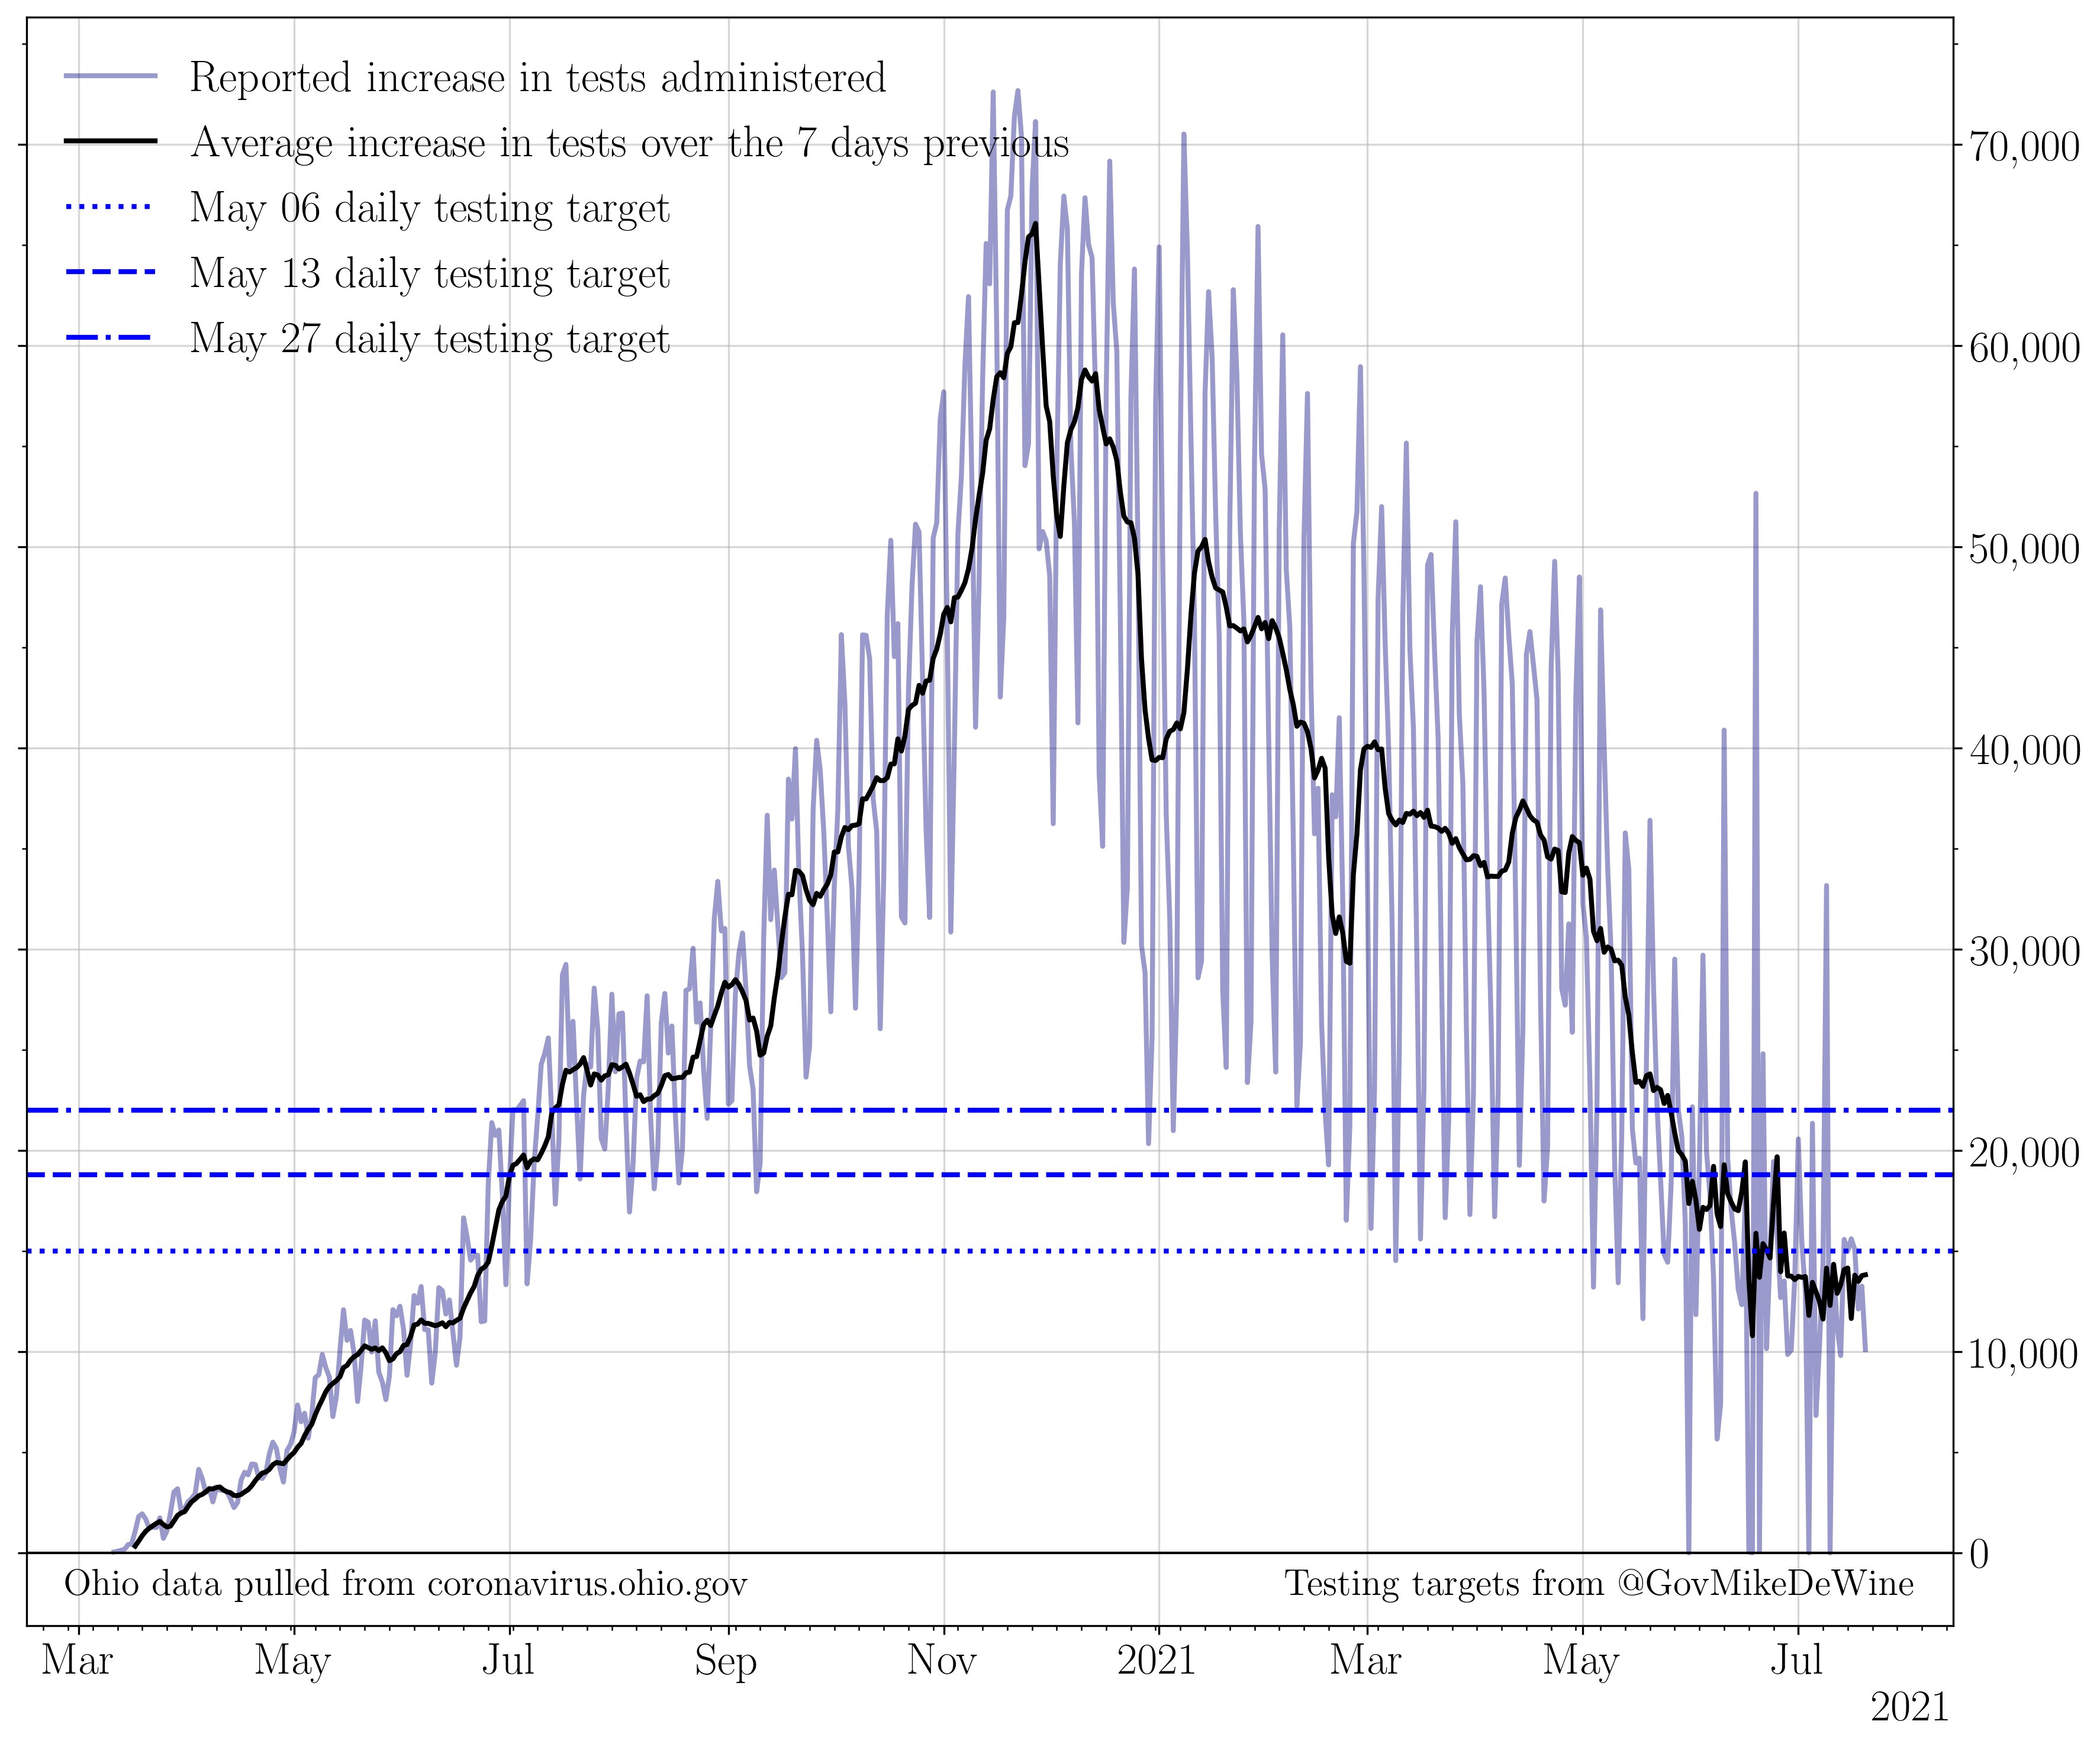 Reported increase in tests administered
Average increase in tests over the 7 days previous
May 06 daily testing target
May 13 daily testing target
May 27 daily testing target
70,000
60,000
50,000
40,000
30,000
20,000
10,000
0
Ohio data pulled from coronavirus.ohio.gov
Testing targets from @GovMikeDeWine
Mar May Jul Sep Nov 2021 Mar May Jul
2021